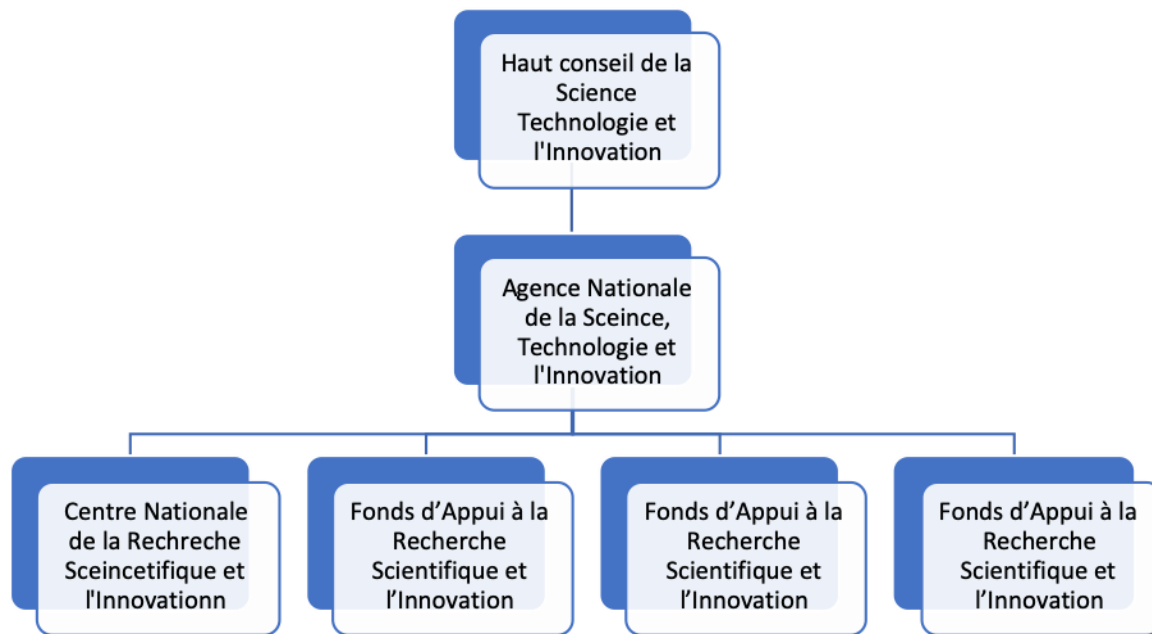 Haut conseil de la
Science
Technologie et
l'Innovation
Agence Nationale
de la Sceince,
Technologie et
l'Innovation
Centre Nationale
de la Rechreche
Sceincetifique et
l'Innovationn
Fonds d’Appui à la
Recherche
Scientifique et
l’Innovation
Fonds d’Appui à la
Recherche
Scientifique et
l’Innovation
Fonds d’Appui à la
Recherche
Scientifique et
l’Innovation